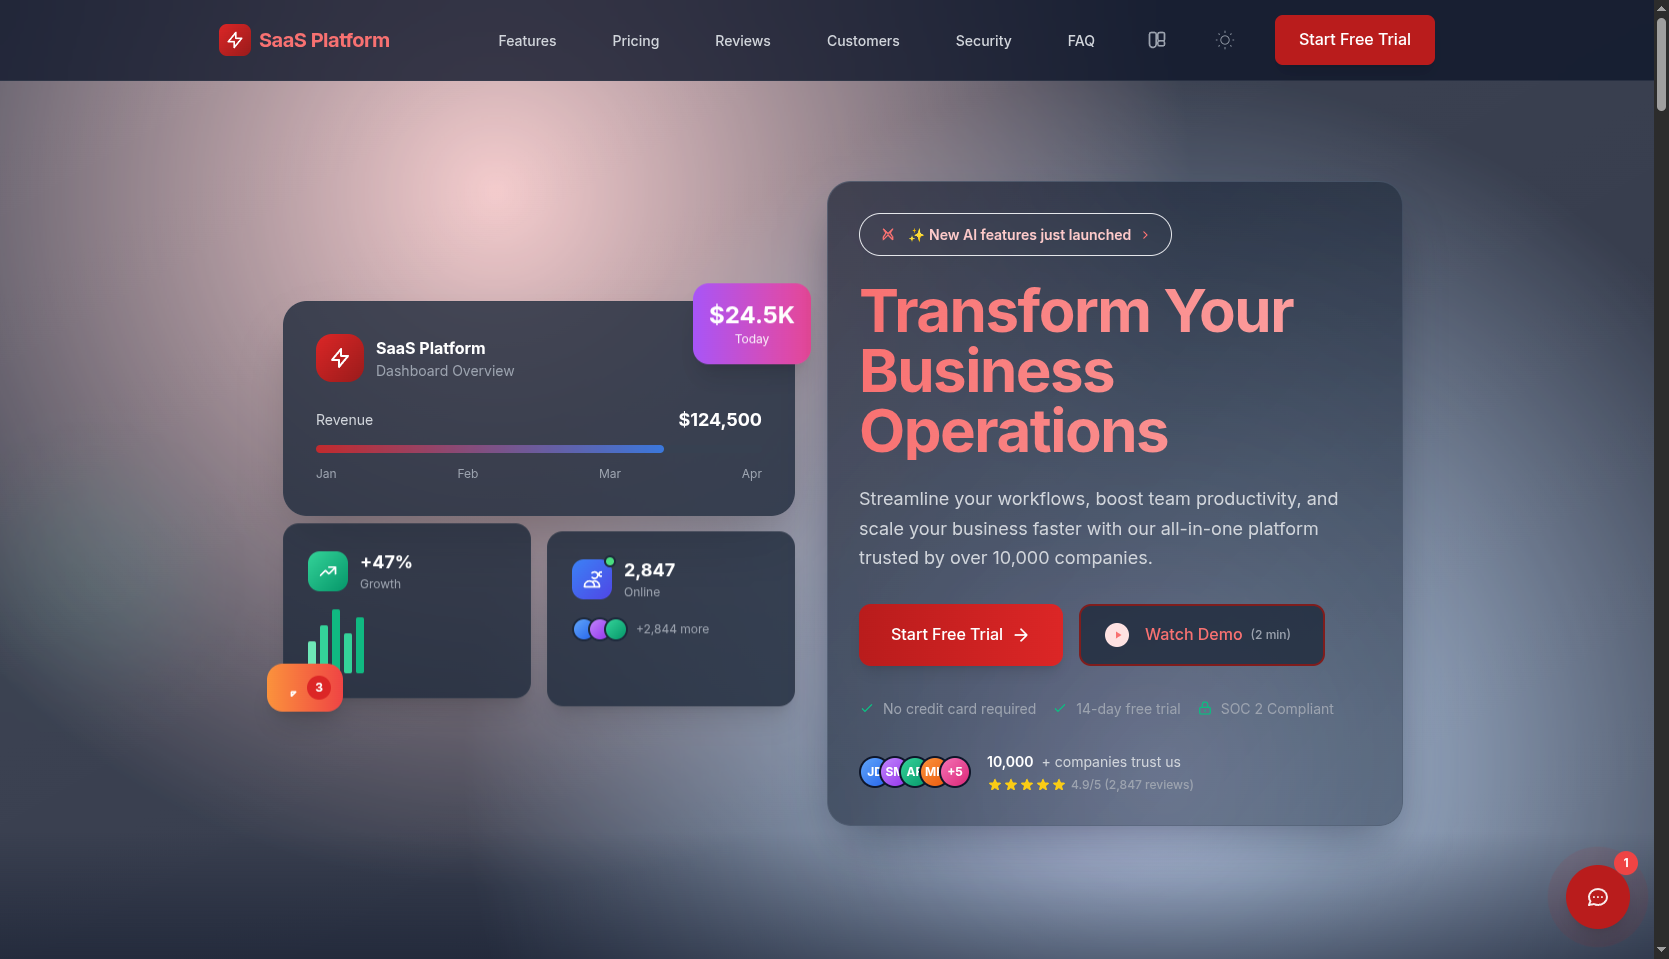 SaaS Platform
Features
Pricing
Reviews
Customers
Security
FAQ
Start Free Trial
$24.5K
Today
SaaS Platform
Dashboard Overview
Revenue
$124,500
Jan
Feb
Mar
Apr
+47%
Growth
2,847
Online
+2,844 more
3
✨ New AI features just launched
Transform Your
Business
Operations
Streamline your workflows, boost team productivity, and
scale your business faster with our all-in-one platform
trusted by over 10,000 companies.
Start Free Trial
Watch Demo (2 min)
No credit card required
14-day free trial
SOC 2 Compliant
+5
10,000 + companies trust us
4.9/5 (2,847 reviews)
1